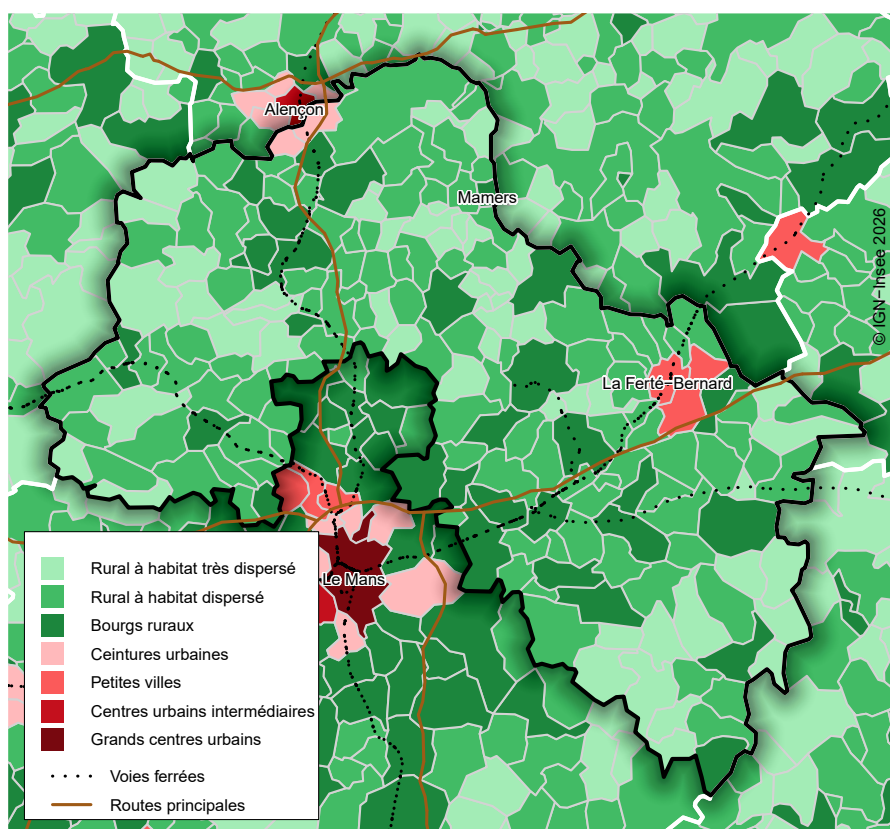 Alençon
Mamers
© IGN−Insee 2026
La Ferté−Bernard
Le Mans
Rural à habitat très dispersé
Rural à habitat dispersé
Bourgs ruraux
Ceintures urbaines
Petites villes
Centres urbains intermédiaires
Grands centres urbains
Voies ferrées
Routes principales